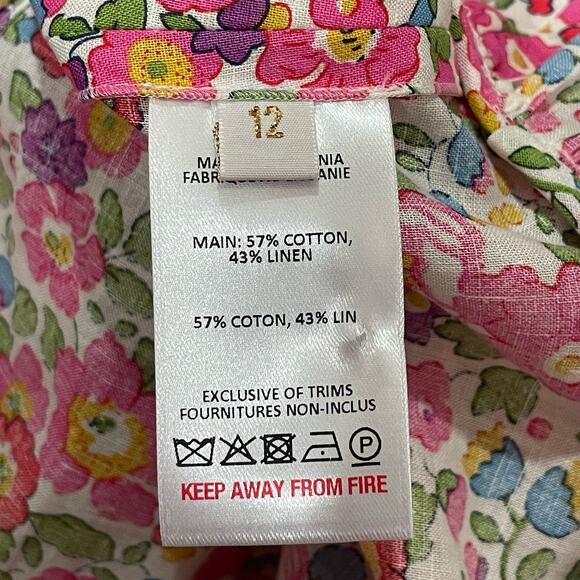 12
MAIN: 57% COTTON,
43% LINEN
57% COTON, 43% LIN
EXCLUSIVE OF TRIMS
FOURNITURES NON-INCLUS
P
KEEP AWAY FROM FIRE